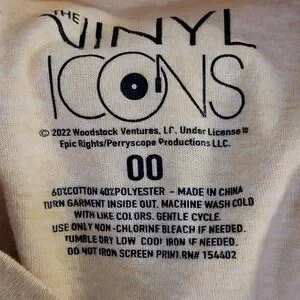 THE
VINYL
ICONS
© 2022 Woodstock Ventures, LC. Under License to
Epic Rights/Perryscope Productions LLC.
00
60%COTTON 40%POLYESTER - MADE IN CHINA
TURN GARMENT INSIDE OUT. MACHINE WASH COLD
WITH LIKE COLORS. GENTLE CYCLE.
USE ONLY NON-CHLORINE BLEACH IF NEEDED.
TUMBLE DRY LOW COOL IRON IF NEEDED.
DO NOT IRON SCREEN PRINT.RN# 154402